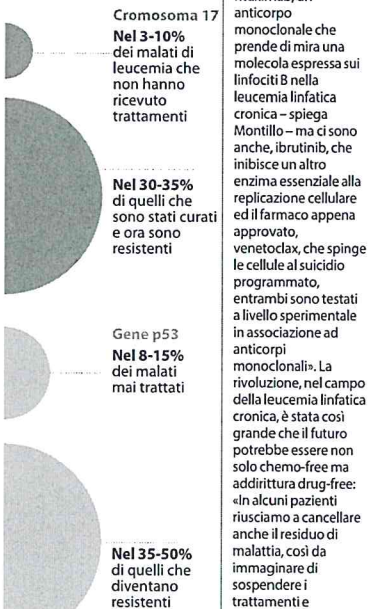 Cromosoma 17
Nel 3-10%
dei malati di
leucemia che
non hanno
ricevuto
trattamenti
Nel 30-35%
di quelli che
sono stati curati
e ora sono
resistenti
Gene p53
Nel 8-15%
dei malati
mai trattati
Nel 35-50%
di quelli che
diventano
resistenti
anticorpo
monoclonale che
prende di mira una
molecola espressa sui
linfociti B nella
leucemia linfatica
cronica – spiega
Montillo – ma ci sono
anche, ibrutinib, che
inibisce un altro
enzima essenziale alla
replicazione cellulare
ed il farmaco appena
approvato,
venetoclax, che spinge
le cellule al suicidio
programmato,
entrambi sono testati
a livello sperimentale
in associazione ad
anticorpi
monoclonali». La
rivoluzione, nel campo
della leucemia linfatica
cronica, è stata così
grande che il futuro
potrebbe essere non
solo chemo-free ma
addirittura drug-free:
«In alcuni pazienti
riusciamo a cancellare
anche il residuo di
malattia, così da
immaginare di
sospendere i
trattamenti e